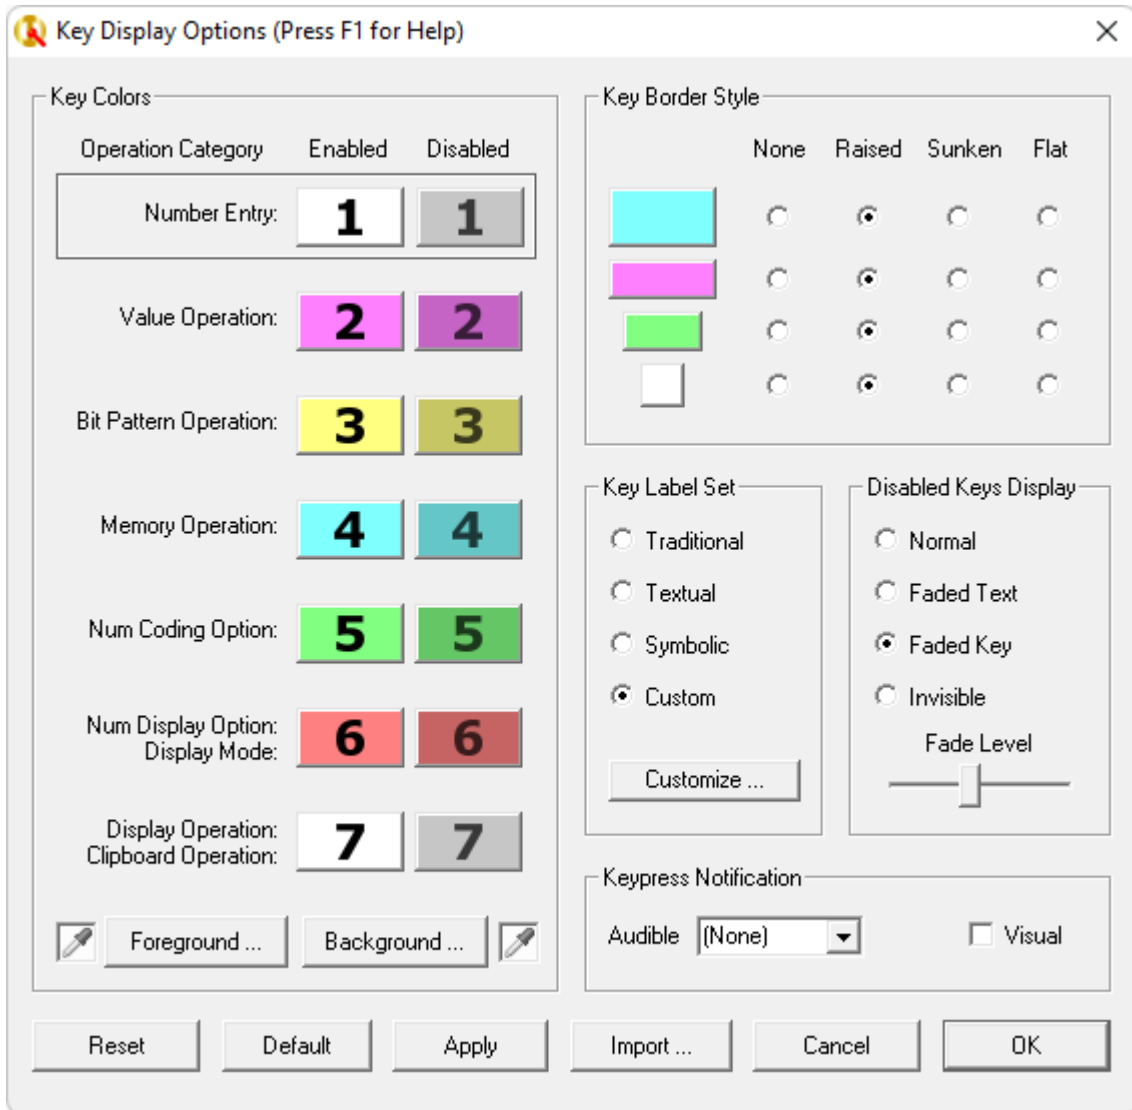 Key Display Options (Press F1 for Help)
Key Colors
Operation Category Enabled Disabled
Number Entry: 1 1
Value Operation: 2 2
Bit Pattern Operation: 3 3
Memory Operation: 4 4
Num Coding Option: 5 5
Num Display Option:
Display Mode: 6 6
Display Operation:
Clipboard Operation: 7 7
Foreground ... Background ...
Key Border Style
None Raised Sunken Flat
Key Label Set
Traditional
Textual
Symbolic
Custom
Customize ...
Disabled Keys Display
Normal
Faded Text
Faded Key
Invisible
Fade Level
Keypress Notification
Audible (None) Visual
Reset Default Apply Import ... Cancel OK